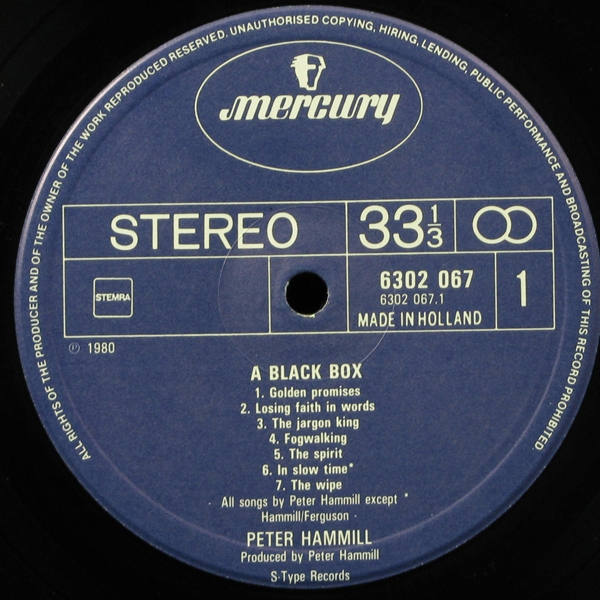 ALL RIGHTS OF THE PRODUCER AND OF THE OWNER OF THE WORK REPRODUCED RESERVED. UNAUTHORISED COPYING, HIRING, LENDING, PUBLIC PERFORMANCE AND BROADCASTING OF THIS RECORD PROHIBITED.
mercury
STEREO
33 1/3
STEMRA
6302 067
6302 067.1
MADE IN HOLLAND
1
℗ 1980
A BLACK BOX
1. Golden promises
2. Losing faith in words
3. The jargon king
4. Fogwalking
5. The spirit
6. In slow time*
7. The wipe
· All songs by Peter Hammill except *
Hammill/Ferguson ·
PETER HAMMILL
Produced by Peter Hammill
S-Type Records